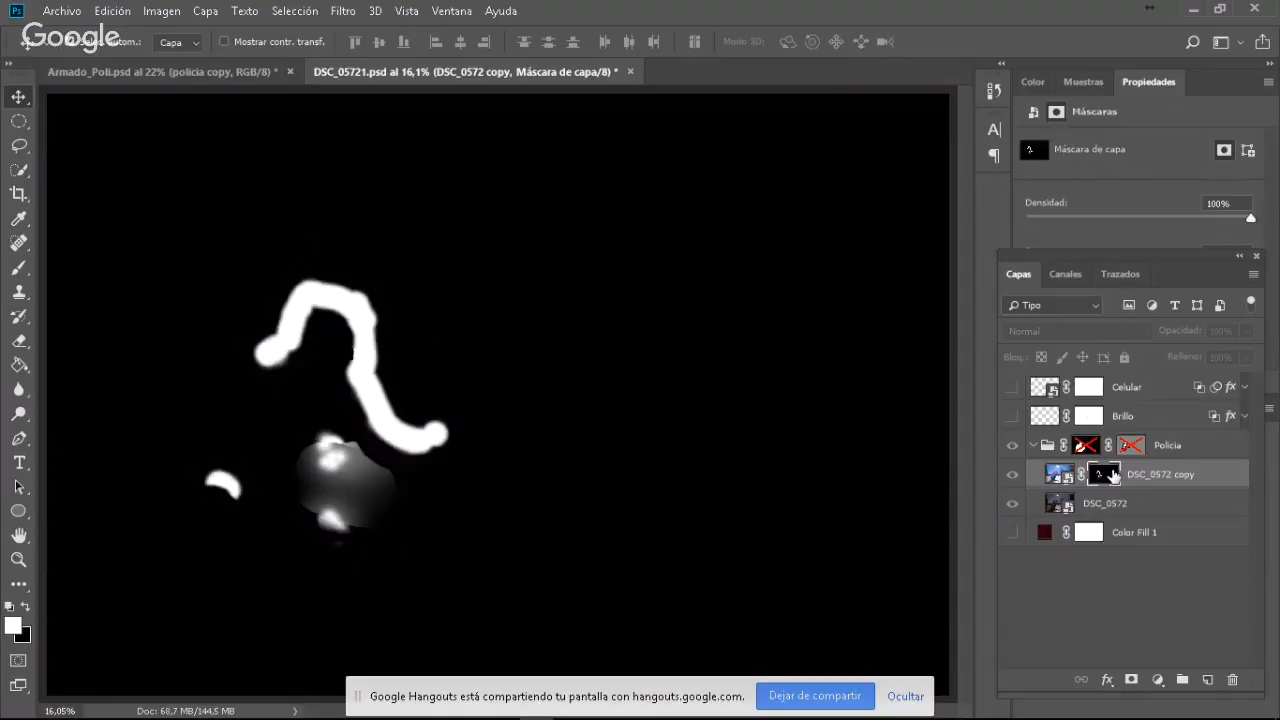 Ps Archivo Edición Imagen Capa Texto Selección Filtro 3D Vista Ventana Ayuda
Google
Capa Mostrar contr. transf. Modo 3D:
Armado_Poli.psd al 22% (policia copy, RGB/8) * DSC_05721.psd al 16,1% (DSC_0572 copy, Máscara de capa/8) *
Color Muestras Propiedades
Máscaras
Máscara de capa
Densidad: 100%
Capas Canales Trazados
Tipo
Normal Opacidad: 100%
Bloq.: Relleno: 100%
Celular fx
Brillo fx
Policia
DSC_0572 copy
DSC_0572
Color Fill 1
Google Hangouts está compartiendo tu pantalla con hangouts.google.com. Dejar de compartir Ocultar
16,05% Doc: 68,7 MB/144,5 MB